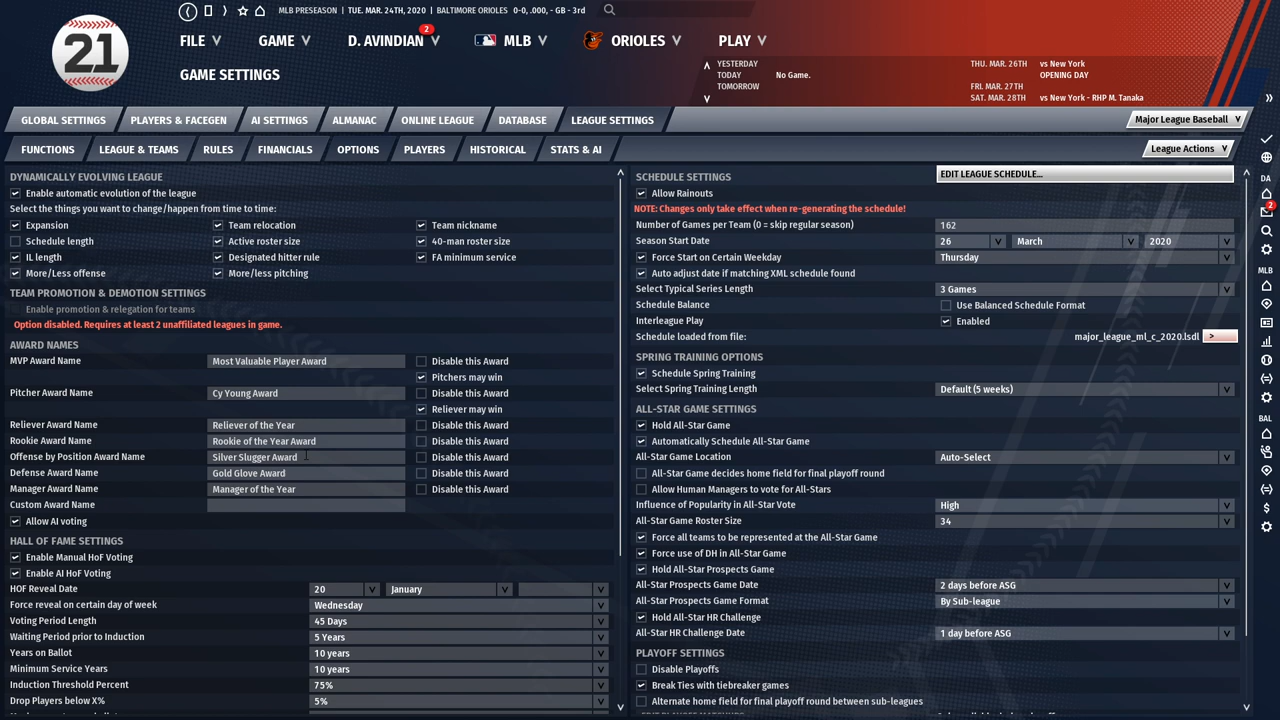 MLB PRESEASON | TUE. MAR. 24TH, 2020 | BALTIMORE ORIOLES 0-0, .000, - GB - 3rd
21
FILE GAME D. AVINDIAN 2 MLB ORIOLES PLAY
GAME SETTINGS
YESTERDAY
TODAY No Game.
TOMORROW
THU. MAR. 26TH vs New York
OPENING DAY
FRI. MAR. 27TH
SAT. MAR. 28TH vs New York - RHP M. Tanaka
GLOBAL SETTINGS PLAYERS & FACEGEN AI SETTINGS ALMANAC ONLINE LEAGUE DATABASE LEAGUE SETTINGS Major League Baseball
FUNCTIONS LEAGUE & TEAMS RULES FINANCIALS OPTIONS PLAYERS HISTORICAL STATS & AI League Actions
DYNAMICALLY EVOLVING LEAGUE
Enable automatic evolution of the league
Select the things you want to change/happen from time to time:
Expansion Team relocation Team nickname
Schedule length Active roster size 40-man roster size
IL length Designated hitter rule FA minimum service
More/Less offense More/less pitching
TEAM PROMOTION & DEMOTION SETTINGS
Enable promotion & relegation for teams
Option disabled. Requires at least 2 unaffiliated leagues in game.
AWARD NAMES
MVP Award Name Most Valuable Player Award Disable this Award
Pitchers may win
Pitcher Award Name Cy Young Award Disable this Award
Reliever may win
Reliever Award Name Reliever of the Year Disable this Award
Rookie Award Name Rookie of the Year Award Disable this Award
Offense by Position Award Name Silver Slugger Award Disable this Award
Defense Award Name Gold Glove Award Disable this Award
Manager Award Name Manager of the Year Disable this Award
Custom Award Name
Allow AI voting
HALL OF FAME SETTINGS
Enable Manual HoF Voting
Enable AI HoF Voting
HOF Reveal Date 20 January
Force reveal on certain day of week Wednesday
Voting Period Length 45 Days
Waiting Period prior to Induction 5 Years
Years on Ballot 10 years
Minimum Service Years 10 years
Induction Threshold Percent 75%
Drop Players below X% 5%
SCHEDULE SETTINGS EDIT LEAGUE SCHEDULE...
Allow Rainouts
NOTE: Changes only take effect when re-generating the schedule!
Number of Games per Team (0 = skip regular season) 162
Season Start Date 26 March 2020
Force Start on Certain Weekday Thursday
Auto adjust date if matching XML schedule found
Select Typical Series Length 3 Games
Schedule Balance Use Balanced Schedule Format
Interleague Play Enabled
Schedule loaded from file: major_league_ml_c_2020.lsdl >
SPRING TRAINING OPTIONS
Schedule Spring Training
Select Spring Training Length Default (5 weeks)
ALL-STAR GAME SETTINGS
Hold All-Star Game
Automatically Schedule All-Star Game
All-Star Game Location Auto-Select
All-Star Game decides home field for final playoff round
Allow Human Managers to vote for All-Stars
Influence of Popularity in All-Star Vote High
All-Star Game Roster Size 34
Force all teams to be represented at the All-Star Game
Force use of DH in All-Star Game
Hold All-Star Prospects Game
All-Star Prospects Game Date 2 days before ASG
All-Star Prospects Game Format By Sub-league
Hold All-Star HR Challenge
All-Star HR Challenge Date 1 day before ASG
PLAYOFF SETTINGS
Disable Playoffs
Break Ties with tiebreaker games
Alternate home field for final playoff round between sub-leagues
DA
2
MLB
BAL